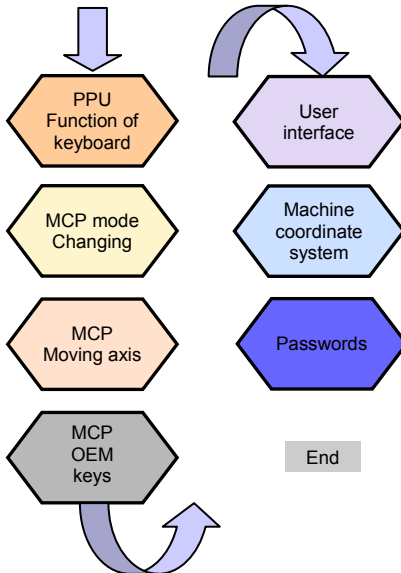 PPU
Function of
keyboard
MCP mode
Changing
MCP
Moving axis
MCP
OEM
keys
User
interface
Machine
coordinate
system
Passwords
End